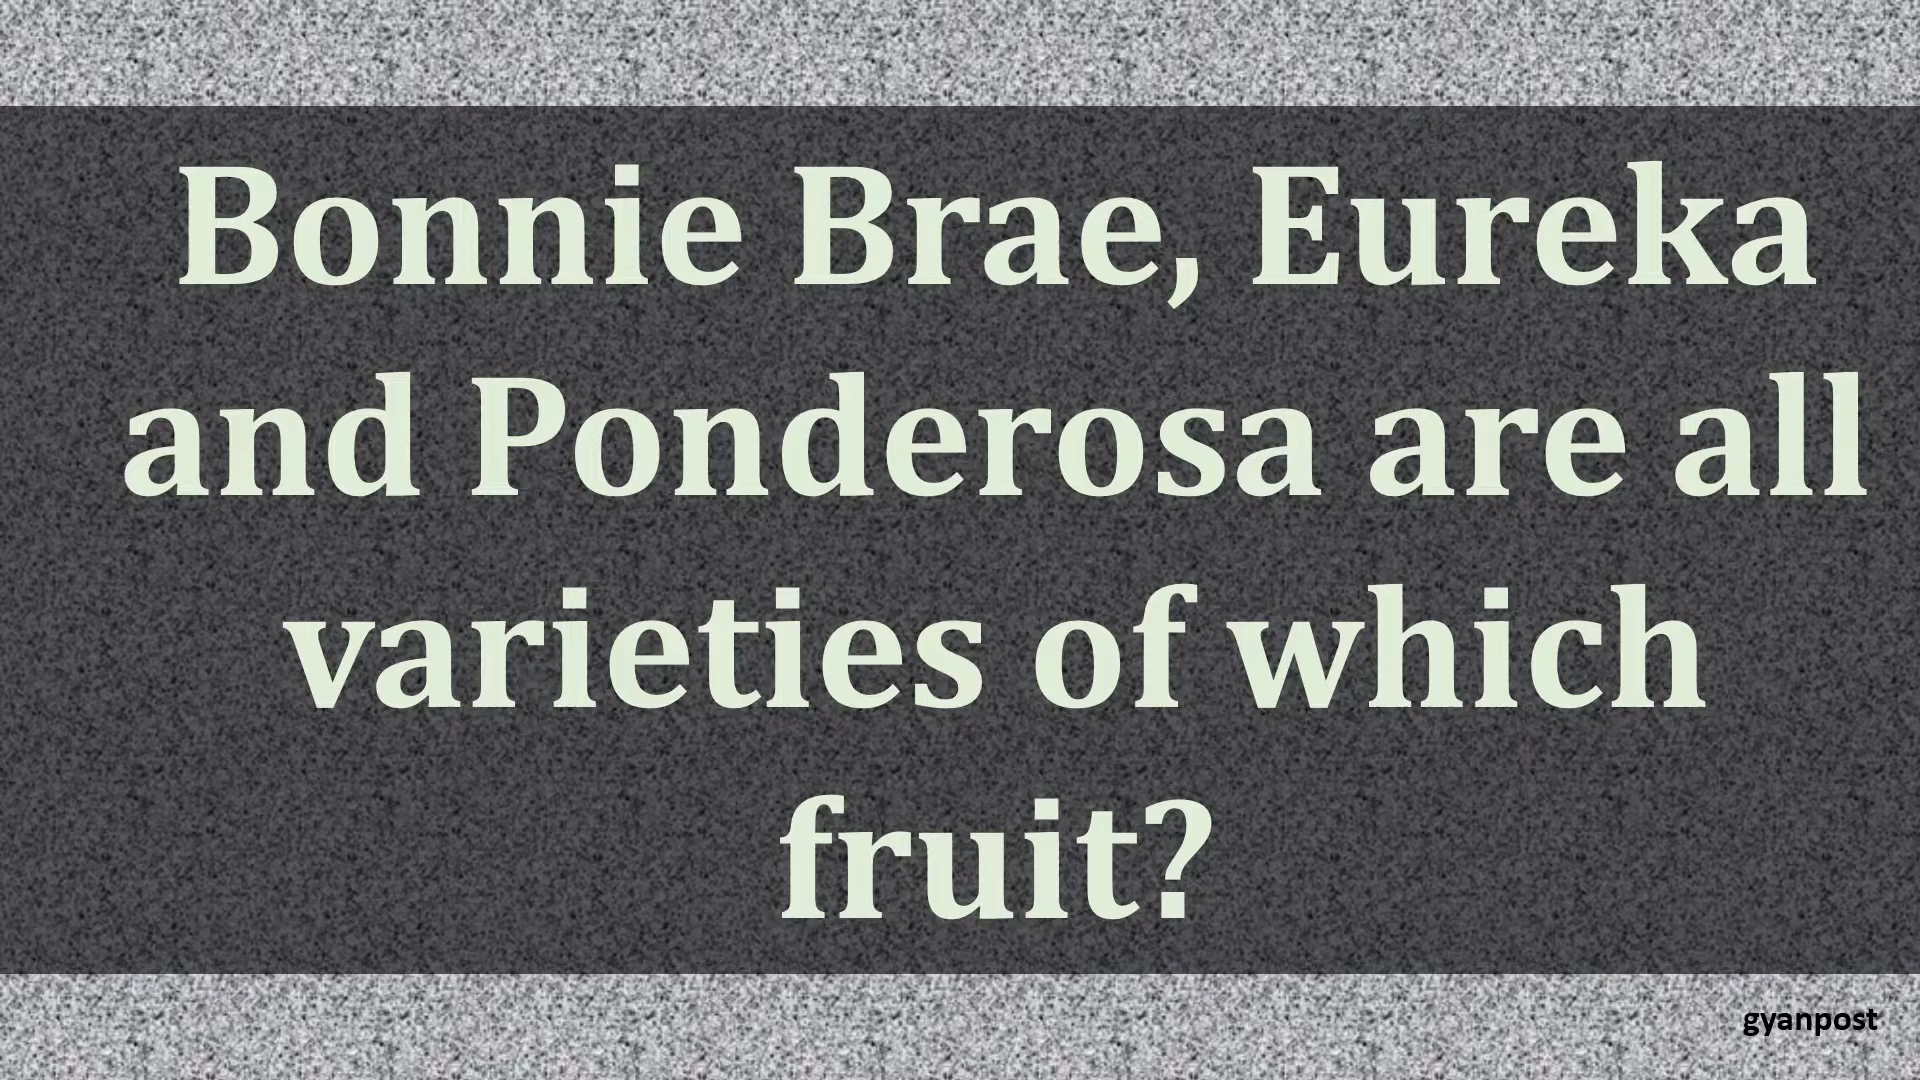 Bonnie Brae, Eureka
and Ponderosa are all
varieties of which
fruit?
gyanpost